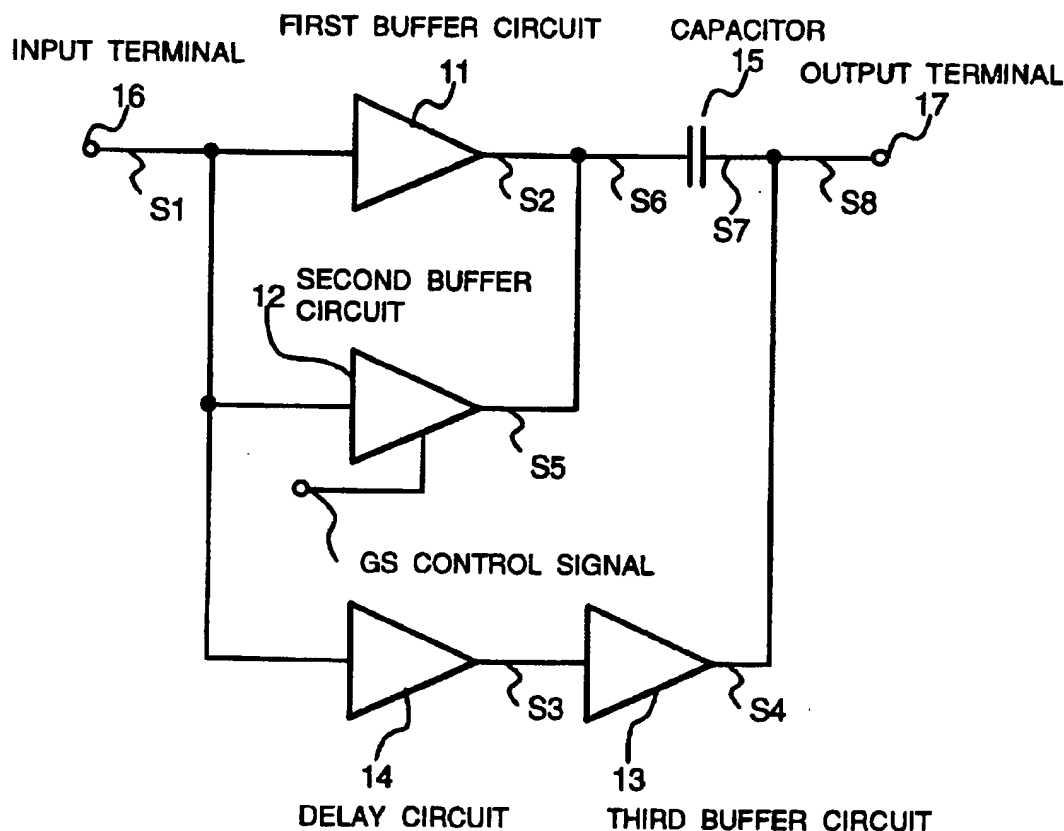 FIRST BUFFER CIRCUIT
CAPACITOR
INPUT TERMINAL
11
15
OUTPUT TERMINAL
16
17
S1
S2
S6
S7
S8
12 SECOND BUFFER
CIRCUIT
S5
GS CONTROL SIGNAL
S3
S4
14
13
DELAY CIRCUIT
THIRD BUFFER CIRCUIT